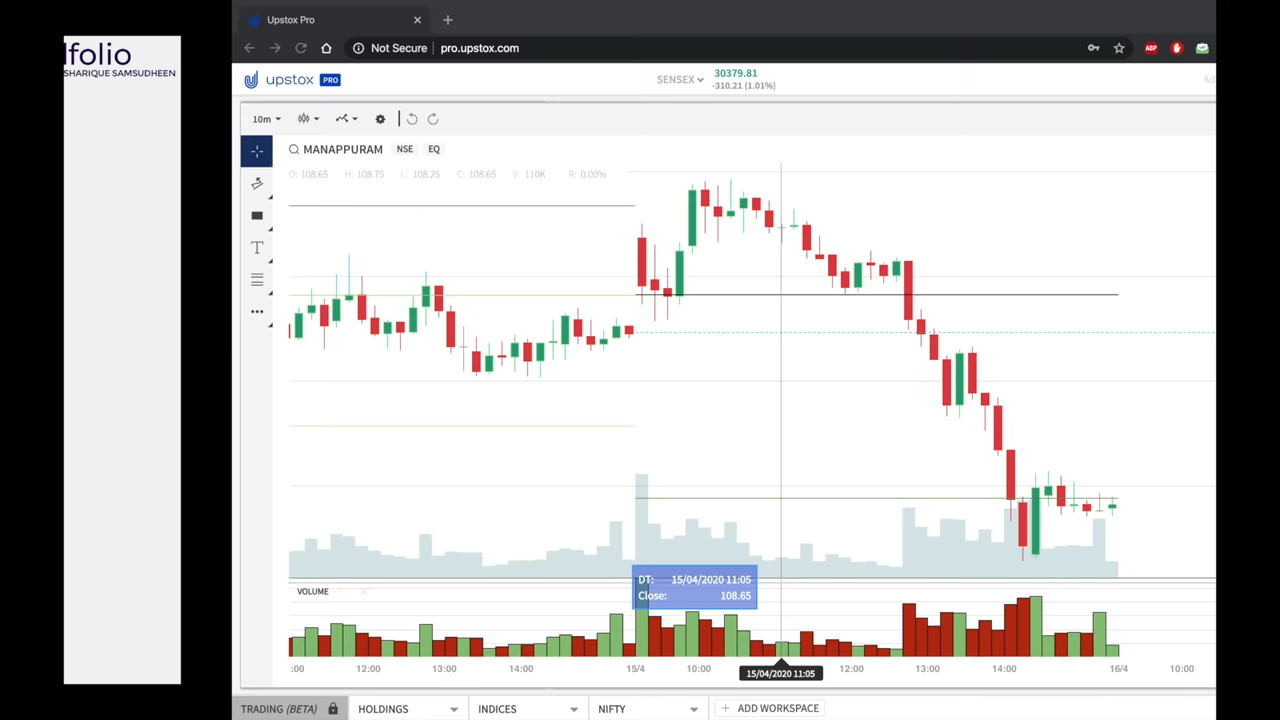 lfolio
SHARIQUE SAMSUDHEEN
Upstox Pro
Not Secure
pro.upstox.com
ABP
upstox PRO
SENSEX
30379.81
-310.21 (1.01%)
10m
MANAPPURAM NSE EQ
O: 108.65 H: 108.75 L: 108.25 C: 108.65 V: 110K R: 0.00%
T
DT: 15/04/2020 11:05
Close: 108.65
VOLUME
:00 12:00 13:00 14:00 15/4 10:00 12:00 13:00 14:00 16/4 10:00
15/04/2020 11:05
TRADING (BETA) HOLDINGS INDICES NIFTY ADD WORKSPACE